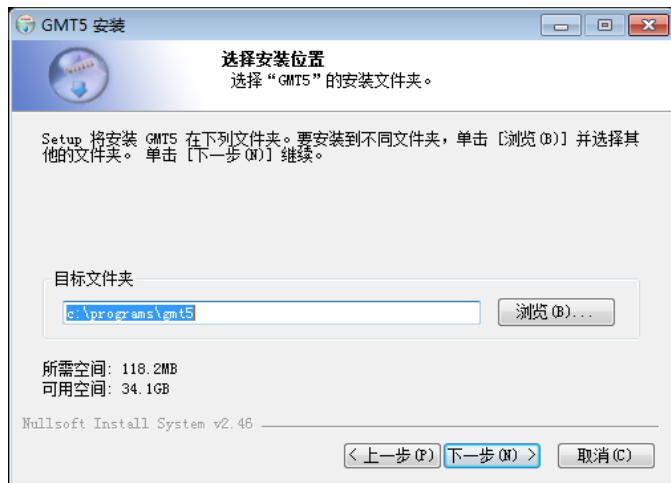 GMT5 安装
选择安装位置
选择“GMT5”的安装文件夹。
Setup 将安装 GMT5 在下列文件夹。要安装到不同文件夹，单击 [浏览(B)] 并选择其
他的文件夹。 单击 [下一步(N)] 继续。
目标文件夹
c:\programs\gmt5
浏览(B)...
所需空间: 118.2MB
可用空间: 34.1GB
Nullsoft Install System v2.46
< 上一步(P) 下一步(N) > 取消(C)